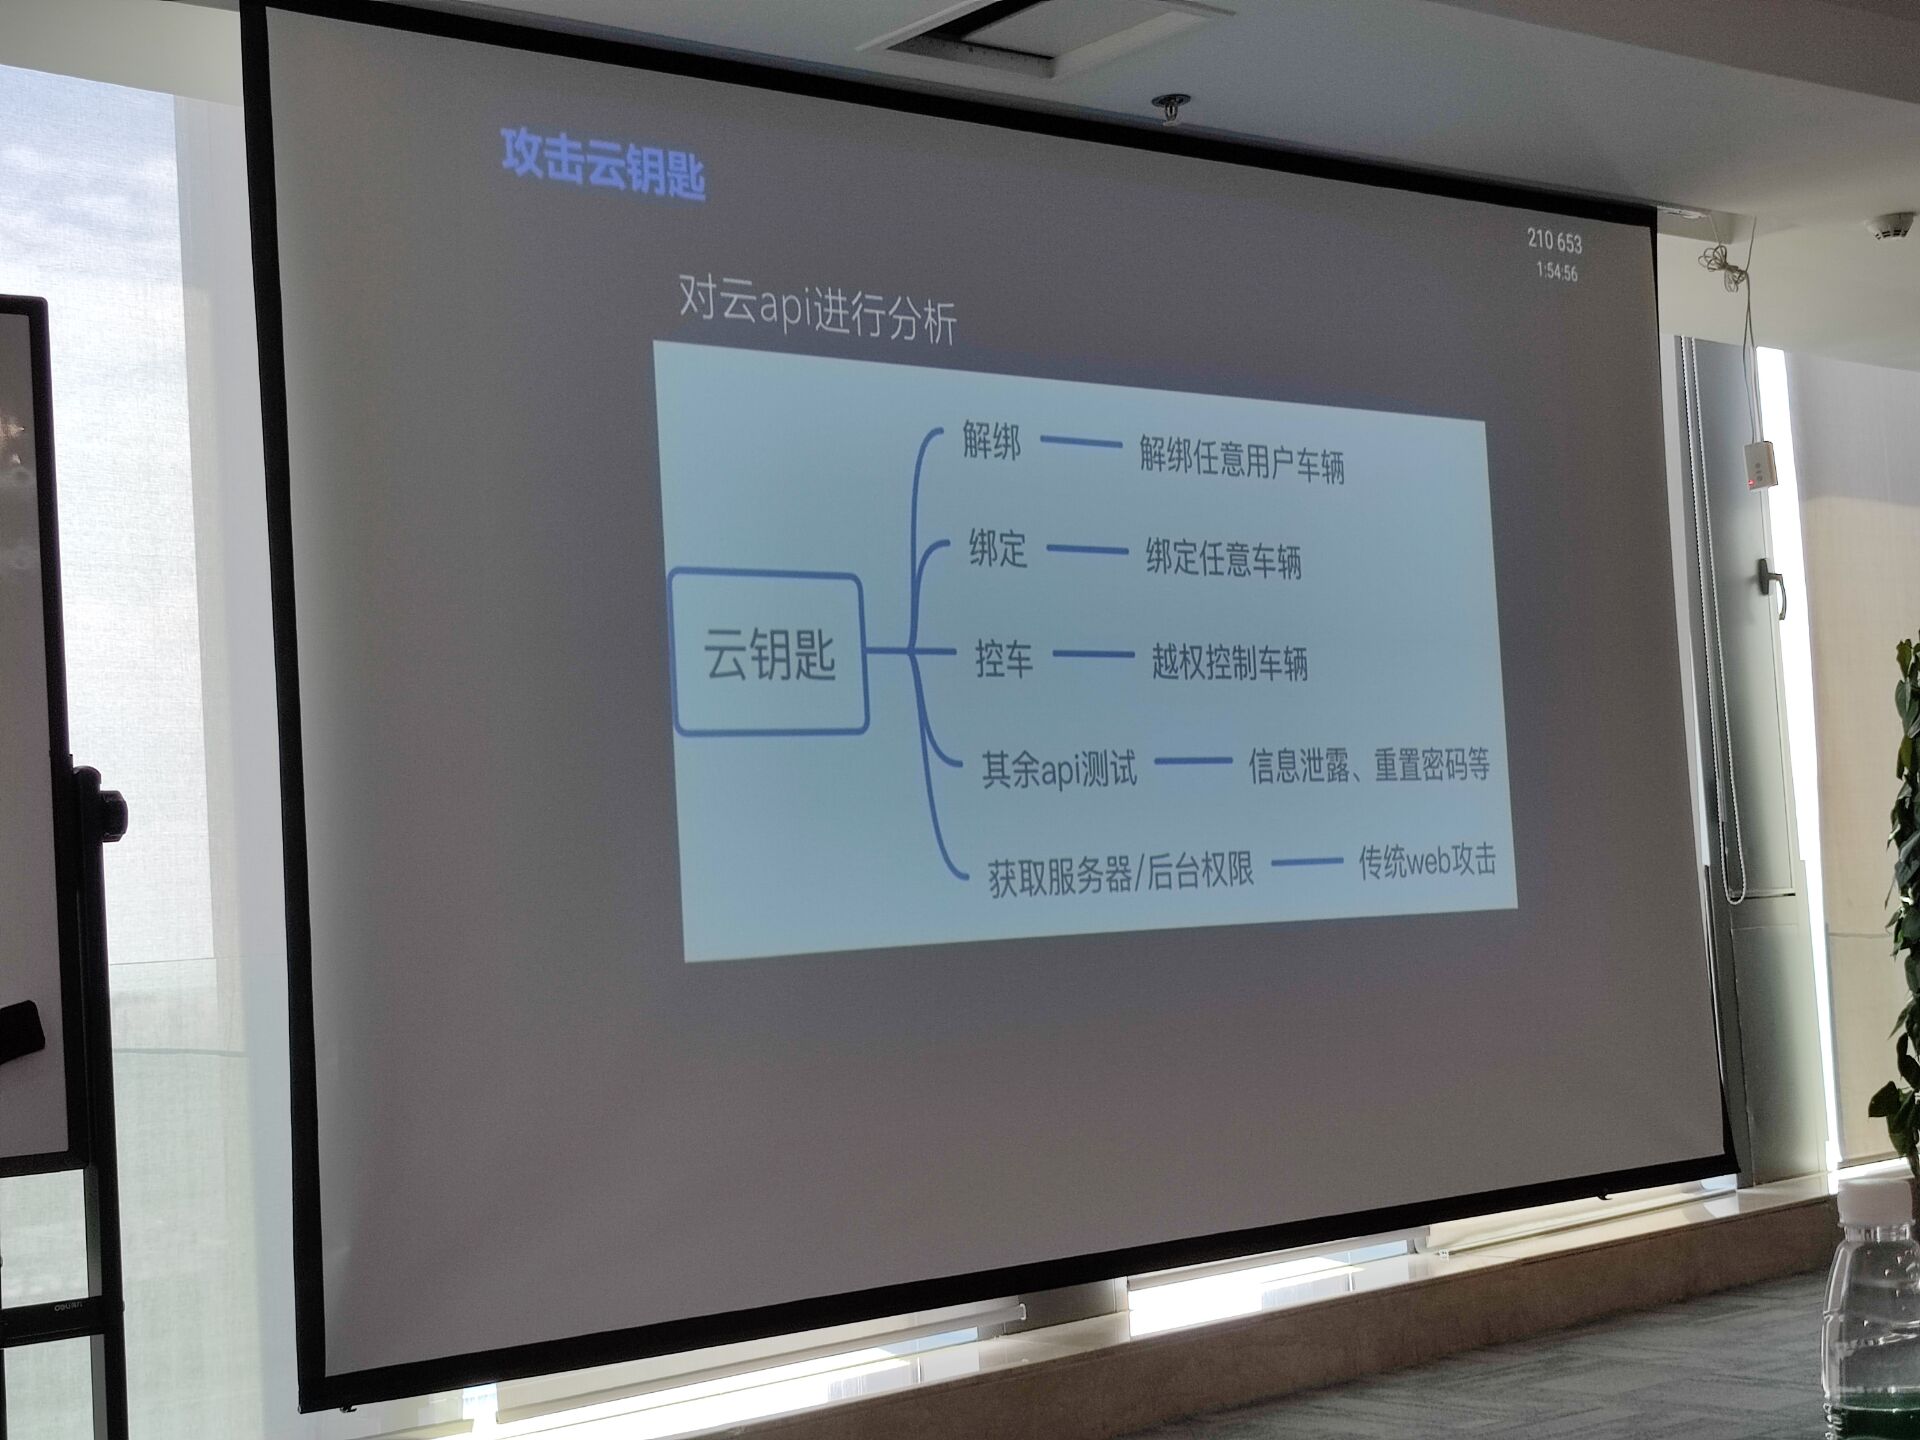 攻击云钥匙
210 653
1:54:56
对云api进行分析
云钥匙
解绑 解绑任意用户车辆
绑定 绑定任意车辆
控车 越权控制车辆
其余api测试 信息泄露、重置密码等
获取服务器/后台权限 传统web攻击